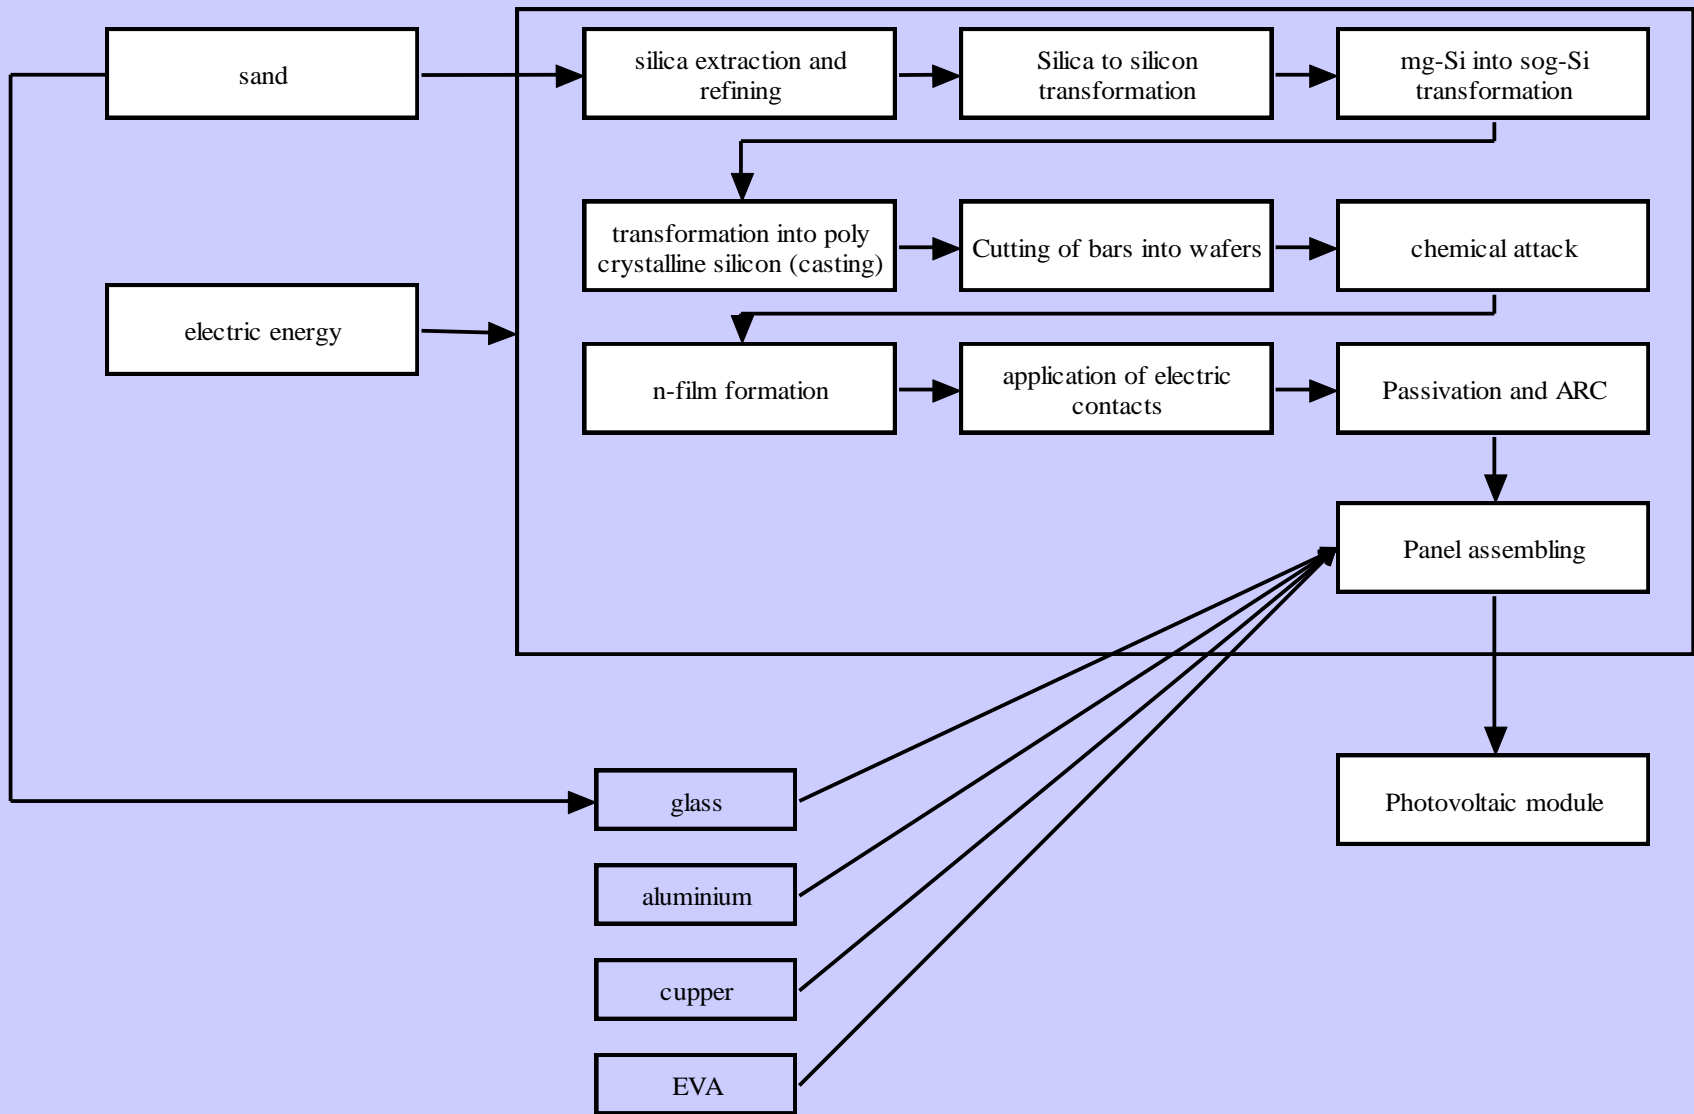 sand
silica extraction and
refining
Silica to silicon
transformation
mg-Si into sog-Si
transformation
transformation into poly
crystalline silicon (casting)
Cutting of bars into wafers
chemical attack
electric energy
n-film formation
application of electric
contacts
Passivation and ARC
Panel assembling
glass
Photovoltaic module
aluminium
cupper
EVA